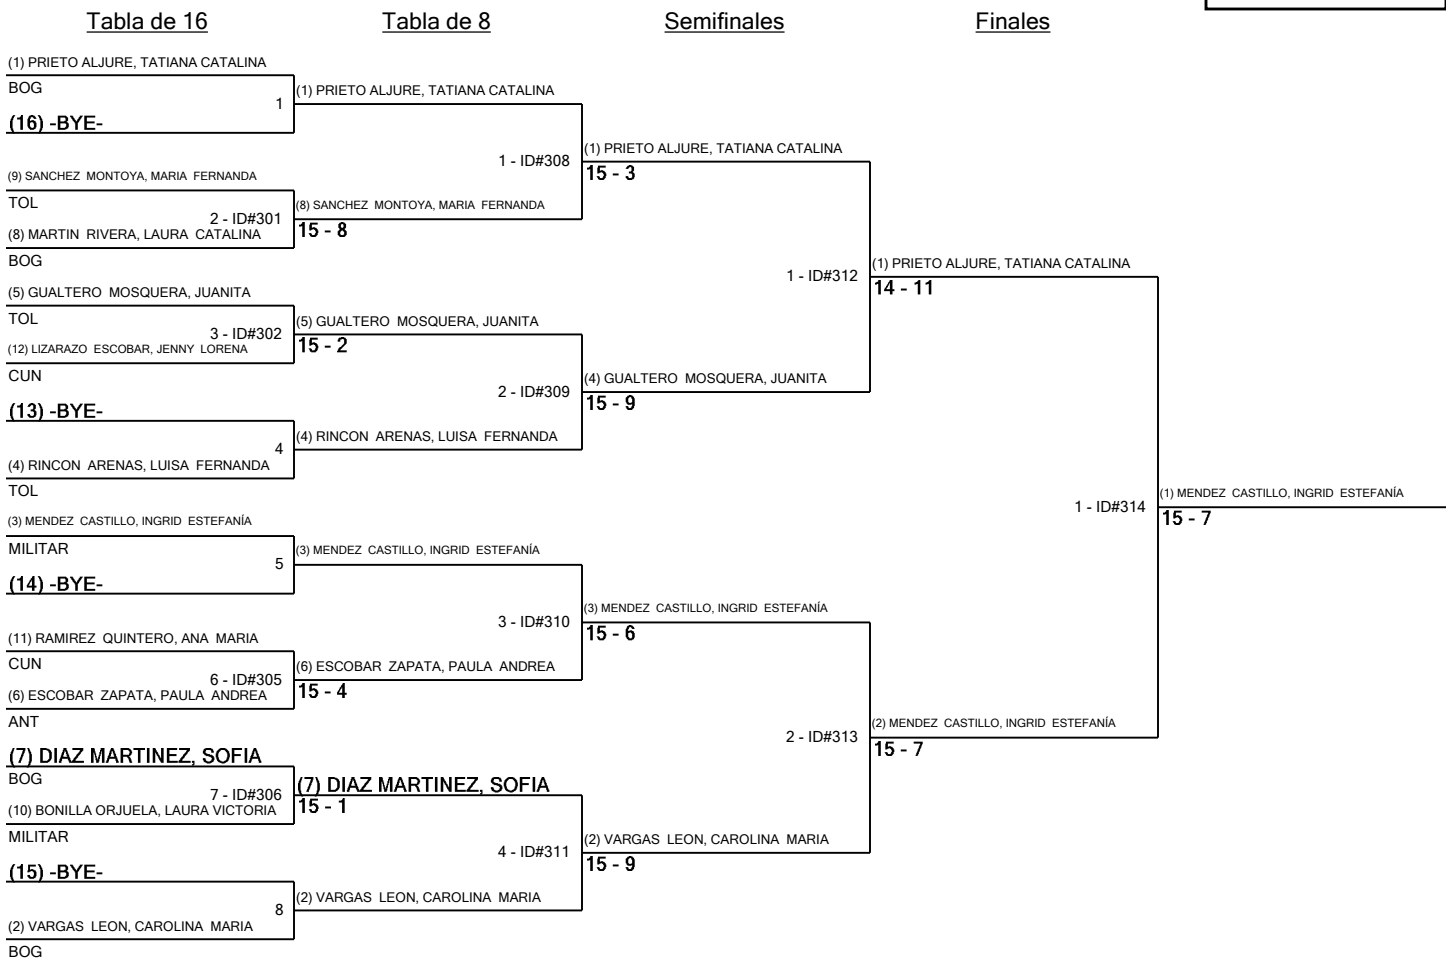 Tabla de 16
Tabla de 8
Semifinales
Finales
(1) PRIETO ALJURE, TATIANA CATALINA
BOG
1
(16) -BYE-
(9) SANCHEZ MONTOYA, MARIA FERNANDA
TOL
2 - ID#301
(8) MARTIN RIVERA, LAURA CATALINA
BOG
(5) GUALTERO MOSQUERA, JUANITA
TOL
3 - ID#302
(12) LIZARAZO ESCOBAR, JENNY LORENA
CUN
(13) -BYE-
4
(4) RINCON ARENAS, LUISA FERNANDA
TOL
(3) MENDEZ CASTILLO, INGRID ESTEFANÍA
MILITAR
5
(14) -BYE-
(11) RAMIREZ QUINTERO, ANA MARIA
CUN
6 - ID#305
(6) ESCOBAR ZAPATA, PAULA ANDREA
ANT
(7) DIAZ MARTINEZ, SOFIA
BOG
7 - ID#306
(10) BONILLA ORJUELA, LAURA VICTORIA
MILITAR
(15) -BYE-
8
(2) VARGAS LEON, CAROLINA MARIA
BOG
(1) PRIETO ALJURE, TATIANA CATALINA
1 - ID#308
(8) SANCHEZ MONTOYA, MARIA FERNANDA
15 - 8
(5) GUALTERO MOSQUERA, JUANITA
15 - 2
2 - ID#309
(4) RINCON ARENAS, LUISA FERNANDA
(3) MENDEZ CASTILLO, INGRID ESTEFANÍA
3 - ID#310
(6) ESCOBAR ZAPATA, PAULA ANDREA
15 - 4
(7) DIAZ MARTINEZ, SOFIA
15 - 1
4 - ID#311
(2) VARGAS LEON, CAROLINA MARIA
(1) PRIETO ALJURE, TATIANA CATALINA
15 - 3
1 - ID#312
(4) GUALTERO MOSQUERA, JUANITA
15 - 9
(3) MENDEZ CASTILLO, INGRID ESTEFANÍA
15 - 6
2 - ID#313
(2) VARGAS LEON, CAROLINA MARIA
15 - 9
(1) PRIETO ALJURE, TATIANA CATALINA
14 - 11
1 - ID#314
(2) MENDEZ CASTILLO, INGRID ESTEFANÍA
15 - 7
(1) MENDEZ CASTILLO, INGRID ESTEFANÍA
15 - 7